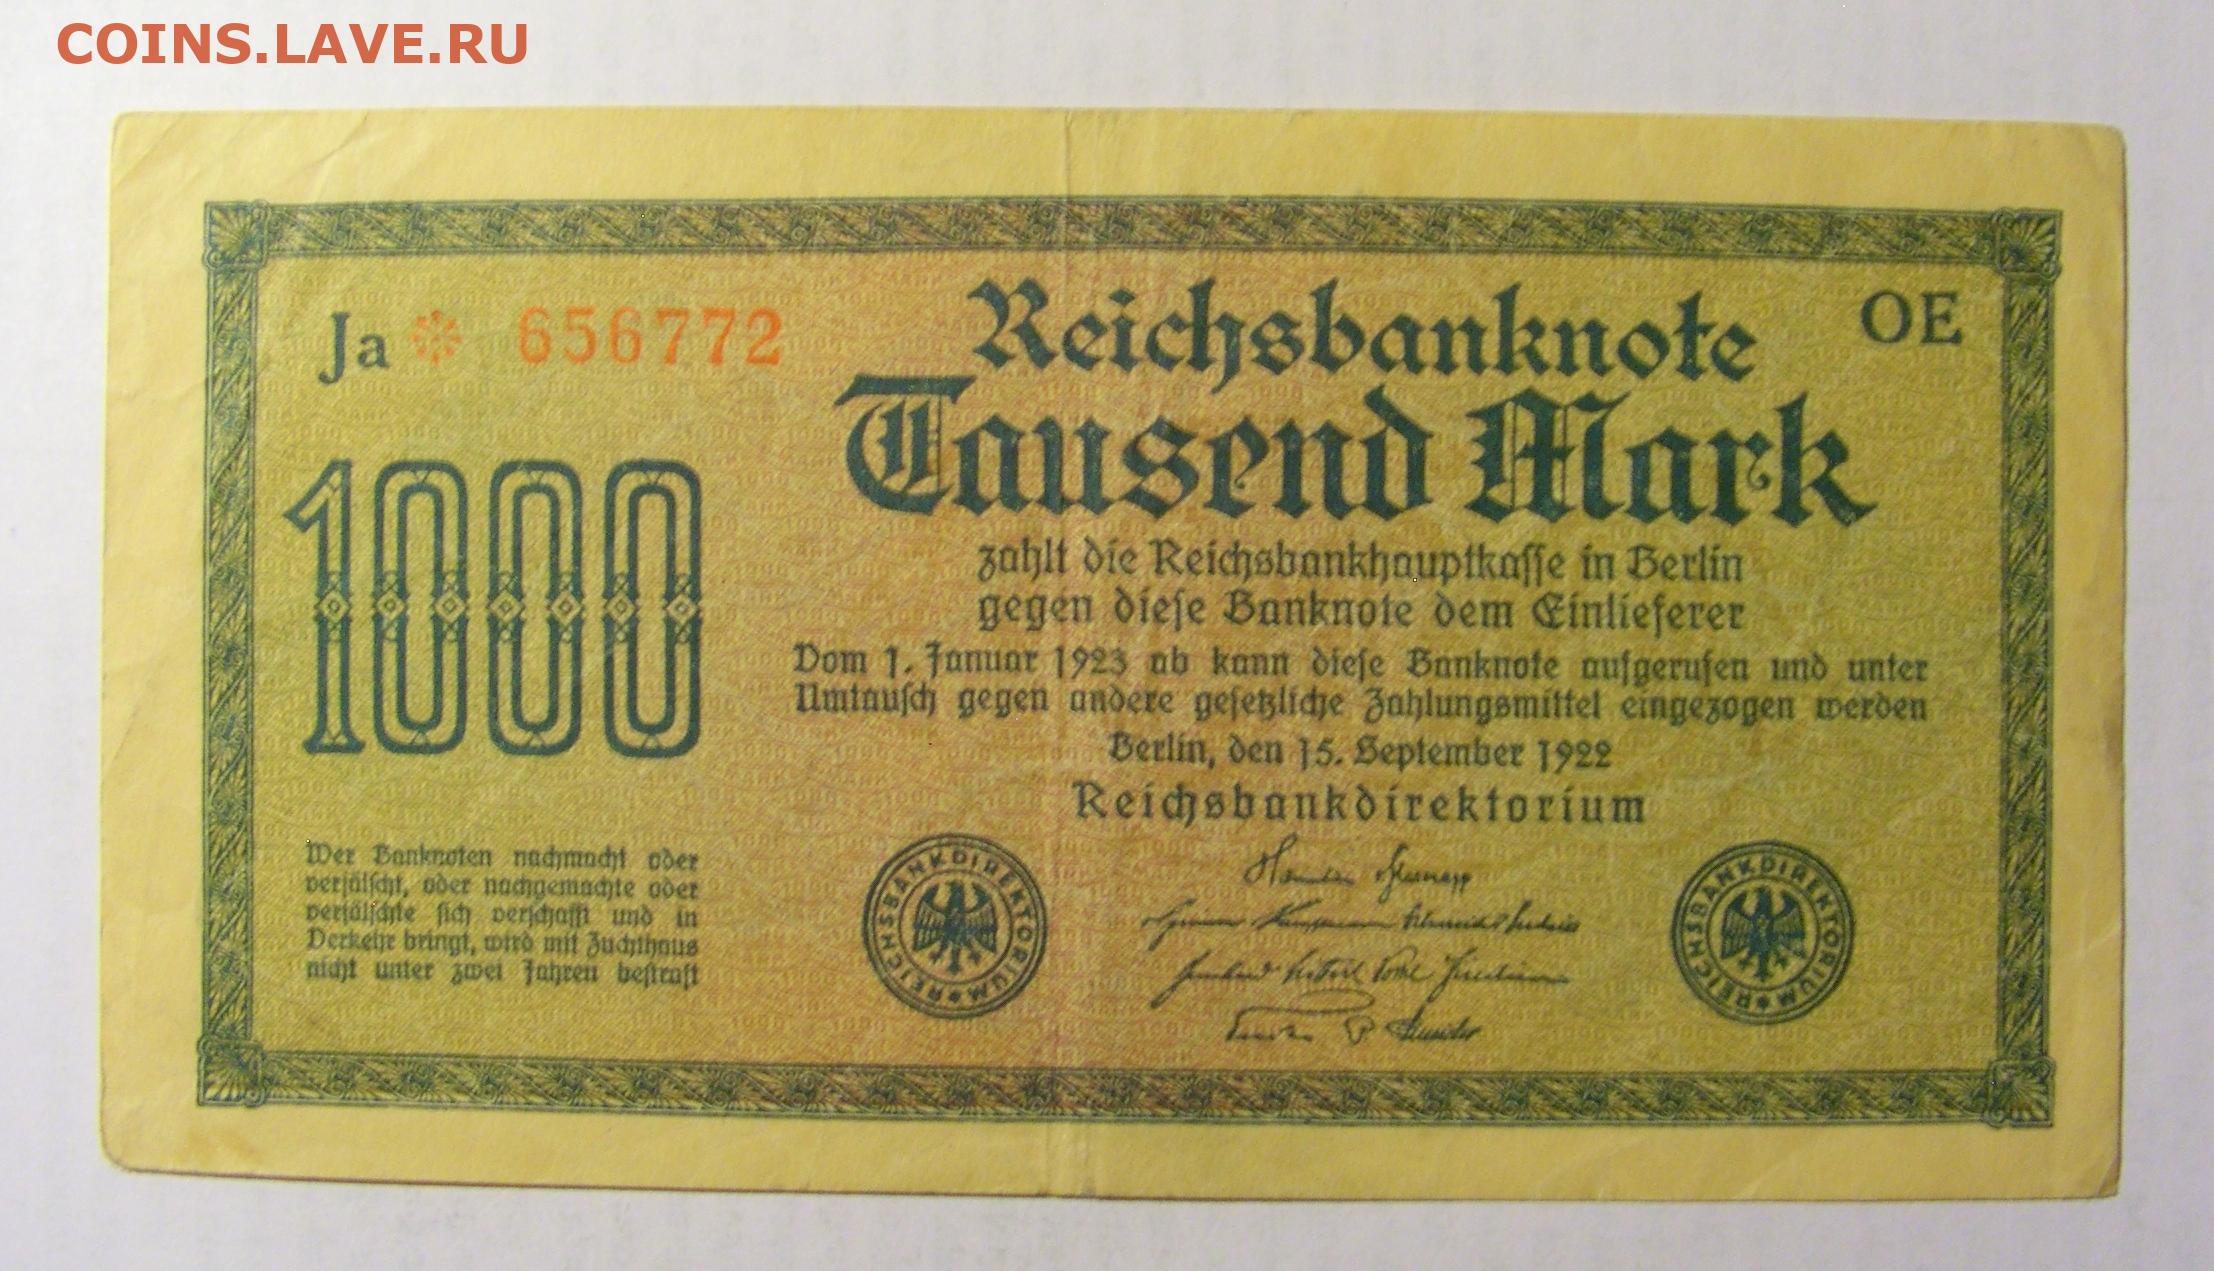 COINS.LAVE.RU
Ja * 656772
Reichsbanknote
OE
Tausend Mark
1000
zahlt die Reichsbankhauptkasse in Berlin
gegen diese Banknote dem Einlieferer
Vom 1. Januar 1923 ab kann diese Banknote aufgerufen und unter
Umtausch gegen andere gesetzliche Zahlungsmittel eingezogen werden
Berlin, den 15. September 1922
Reichsbankdirektorium
Wer Banknoten nachmacht oder
verfälscht, oder nachgemachte oder
verfälschte sich verschafft und in
Verkehr bringt, wird mit Zuchthaus
nicht unter zwei Jahren bestraft
REICHSBANKDIREKTORIUM
REICHSBANKDIREKTORIUM